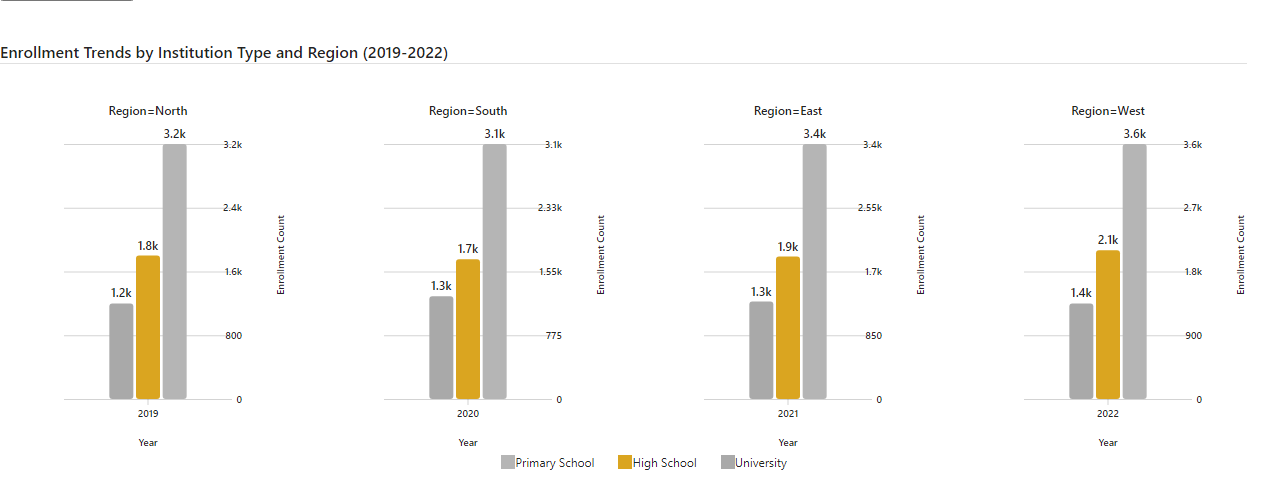 Enrollment Trends by Institution Type and Region (2019-2022)
Region=North
3.2k
3.2k
2.4k
1.8k
1.6k
1.2k
800
0
2019
Year
Enrollment Count
Region=South
3.1k
3.1k
2.33k
1.7k
1.55k
1.3k
775
0
2020
Year
Enrollment Count
Region=East
3.4k
3.4k
2.55k
1.9k
1.7k
1.3k
850
0
2021
Year
Enrollment Count
Region=West
3.6k
3.6k
2.7k
2.1k
1.8k
1.4k
900
0
2022
Year
Enrollment Count
Primary School High School University